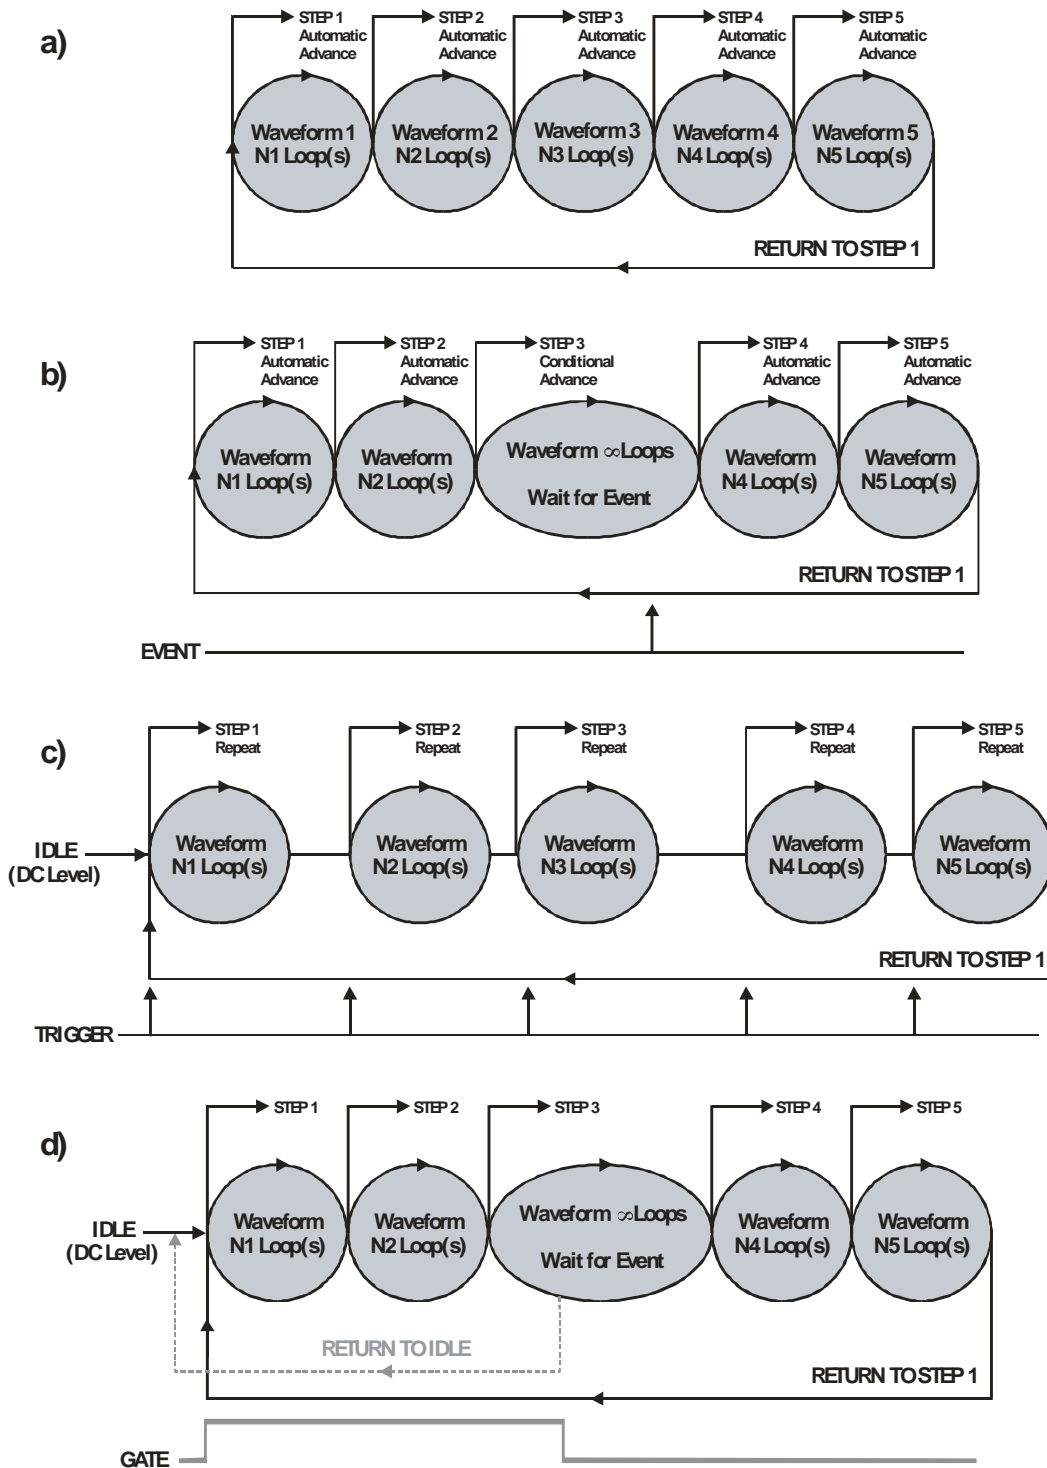 a)
STEP 1
Automatic
Advance
STEP 2
Automatic
Advance
STEP 3
Automatic
Advance
STEP 4
Automatic
Advance
STEP 5
Automatic
Advance
Waveform 1
N1 Loop(s)
Waveform 2
N2 Loop(s)
Waveform 3
N3 Loop(s)
Waveform 4
N4 Loop(s)
Waveform 5
N5 Loop(s)
RETURN TO STEP 1
b)
STEP 1
Automatic
Advance
STEP 2
Automatic
Advance
STEP 3
Conditional
Advance
STEP 4
Automatic
Advance
STEP 5
Automatic
Advance
Waveform
N1 Loop(s)
Waveform
N2 Loop(s)
Waveform ∞ Loops
Wait for Event
Waveform
N4 Loop(s)
Waveform
N5 Loop(s)
RETURN TO STEP 1
EVENT
c)
STEP 1
Repeat
STEP 2
Repeat
STEP 3
Repeat
STEP 4
Repeat
STEP 5
Repeat
IDLE
(DC Level)
Waveform
N1 Loop(s)
Waveform
N2 Loop(s)
Waveform
N3 Loop(s)
Waveform
N4 Loop(s)
Waveform
N5 Loop(s)
RETURN TO STEP 1
TRIGGER
d)
STEP 1
STEP 2
STEP 3
STEP 4
STEP 5
IDLE
(DC Level)
Waveform
N1 Loop(s)
Waveform
N2 Loop(s)
Waveform ∞ Loops
Wait for Event
Waveform
N4 Loop(s)
Waveform
N5 Loop(s)
RETURN TO IDLE
RETURN TO STEP 1
GATE